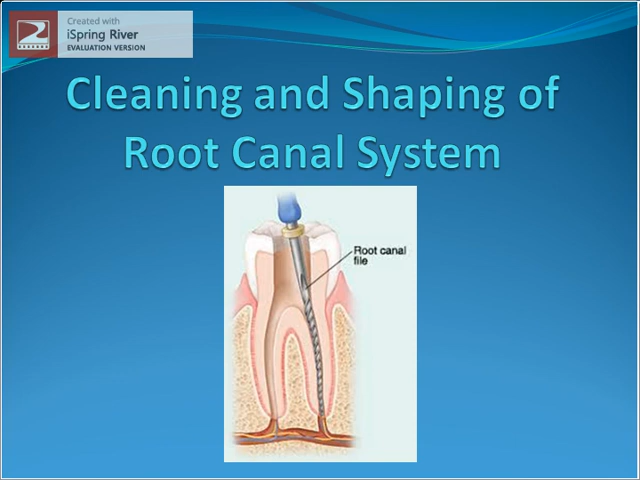 Created with
iSpring River
EVALUATION VERSION
Cleaning and Shaping of
Root Canal System
Root canal
file